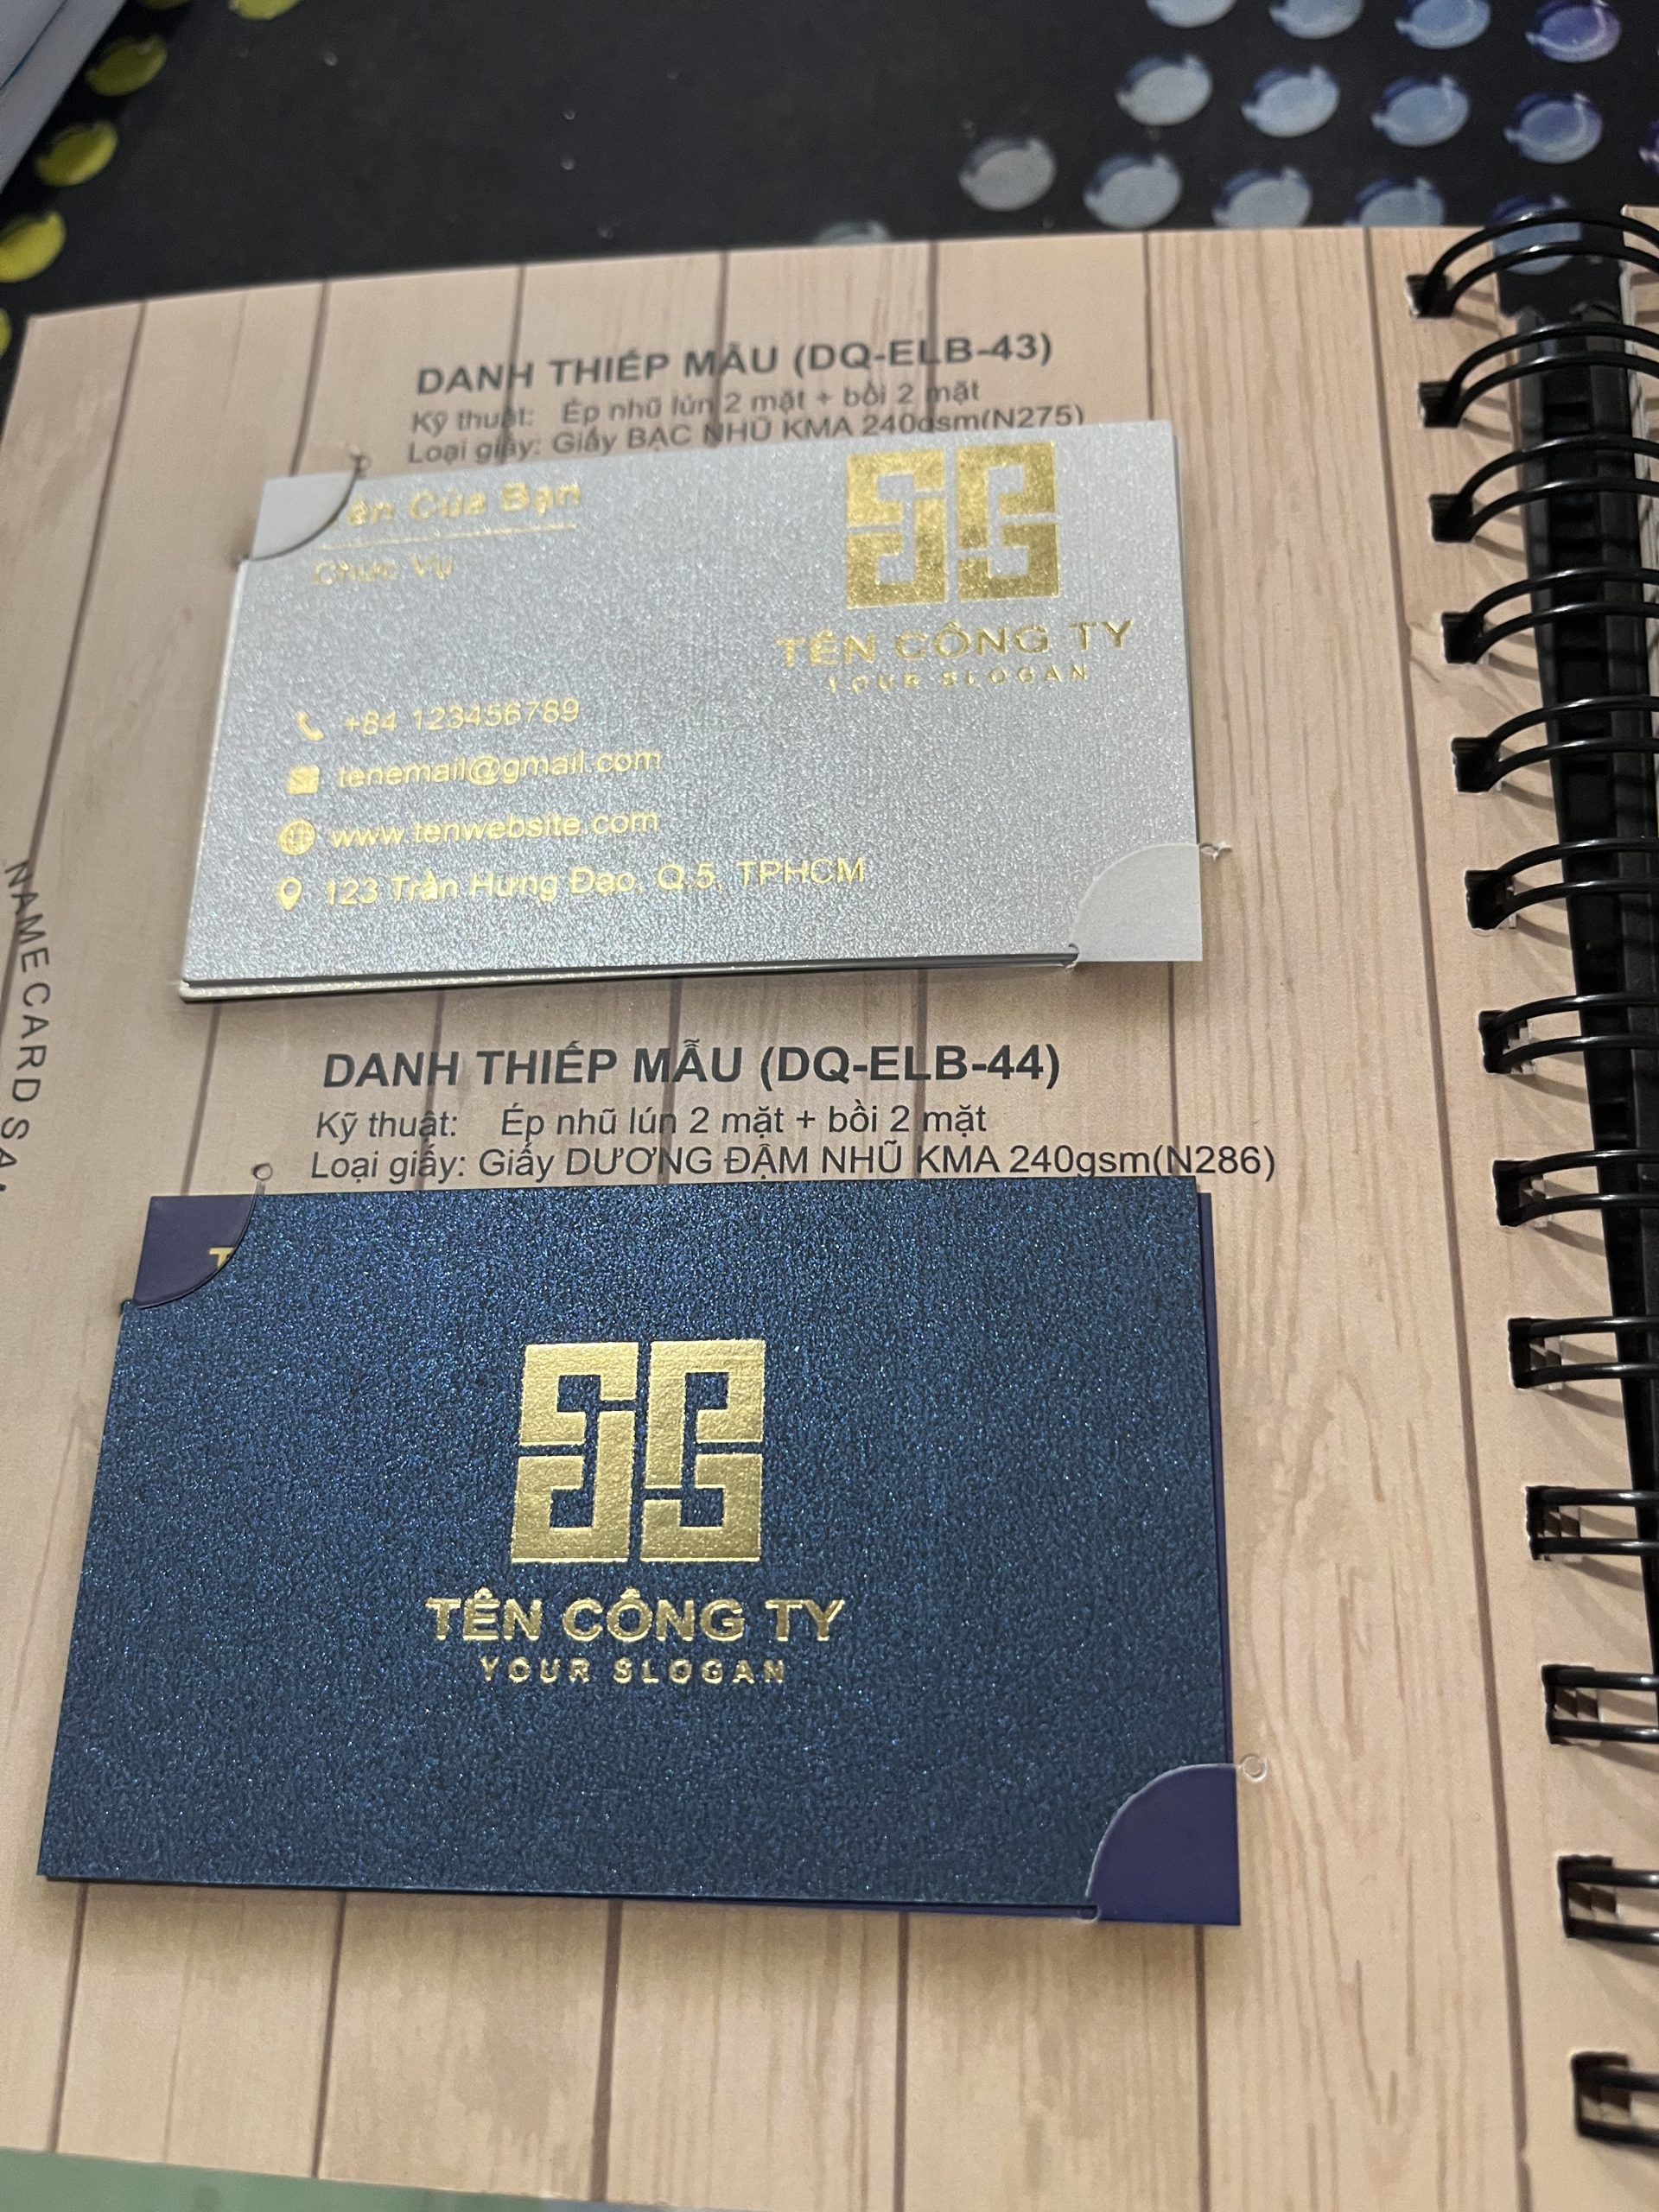 DANH THIẾP MẪU (DQ-ELB-43)
Kỹ thuật: Ép nhũ lún 2 mặt + bồi 2 mặt
Loại giấy: Giấy BẠC NHŨ KMA 240gsm(N275)
Của Bạn
Chức Vụ
TÊN CÔNG TY
YOUR SLOGAN
+84 123456789
tenemail@gmail.com
www.tenwebsite.com
123 Trần Hưng Đạo, Q.5, TPHCM
NAME CARD
DANH THIẾP MẪU (DQ-ELB-44)
Kỹ thuật: Ép nhũ lún 2 mặt + bồi 2 mặt
Loại giấy: Giấy DƯƠNG ĐẬM NHŨ KMA 240gsm(N286)
TÊN CÔNG TY
YOUR SLOGAN